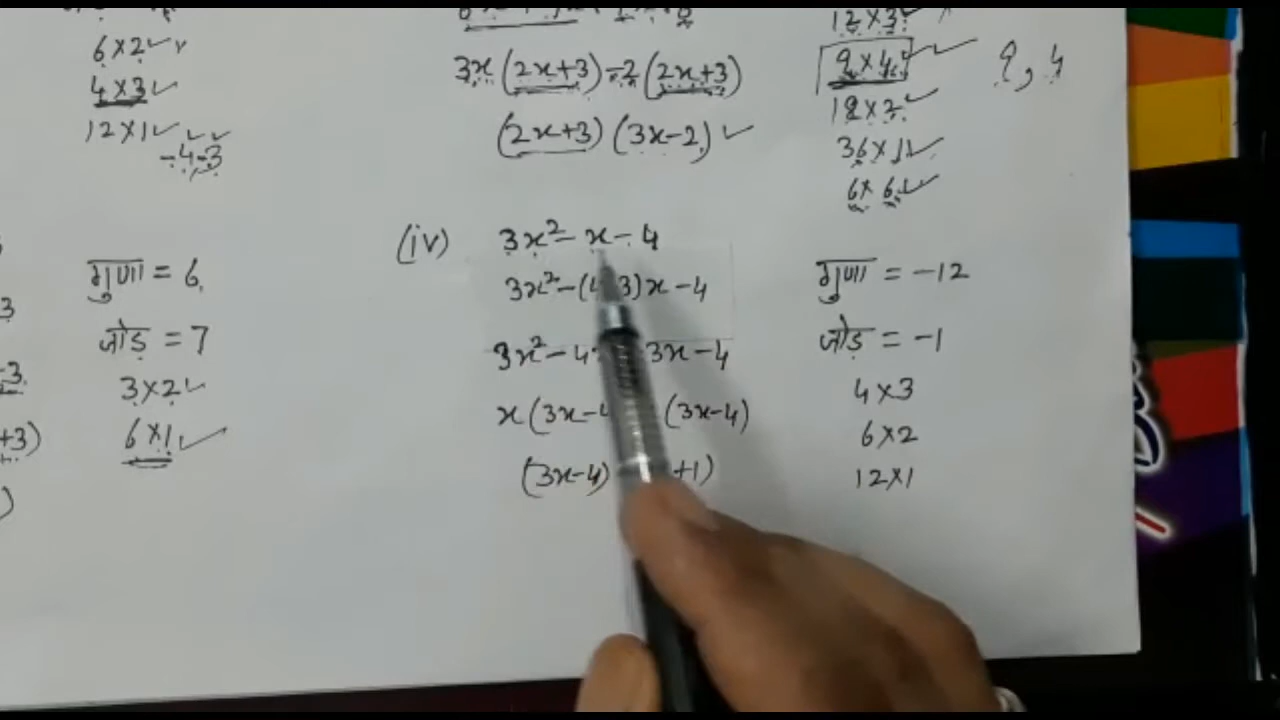 6×2
4×3
12×1
-4-3
गुणा = 6
जोड़ = 7
3×2
6×1
3x(2x+3)-2(2x+3)
(2x+3)(3x-2)
(iv) 3x²-x-4
3x²-(4 3)x-4
3x²-4 3x-4
x(3x-4 (3x-4)
(3x-4) +1)
12×3
9×4
9, 4
18×2
36×1
6×6
गुणा = -12
जोड़ = -1
4×3
6×2
12×1